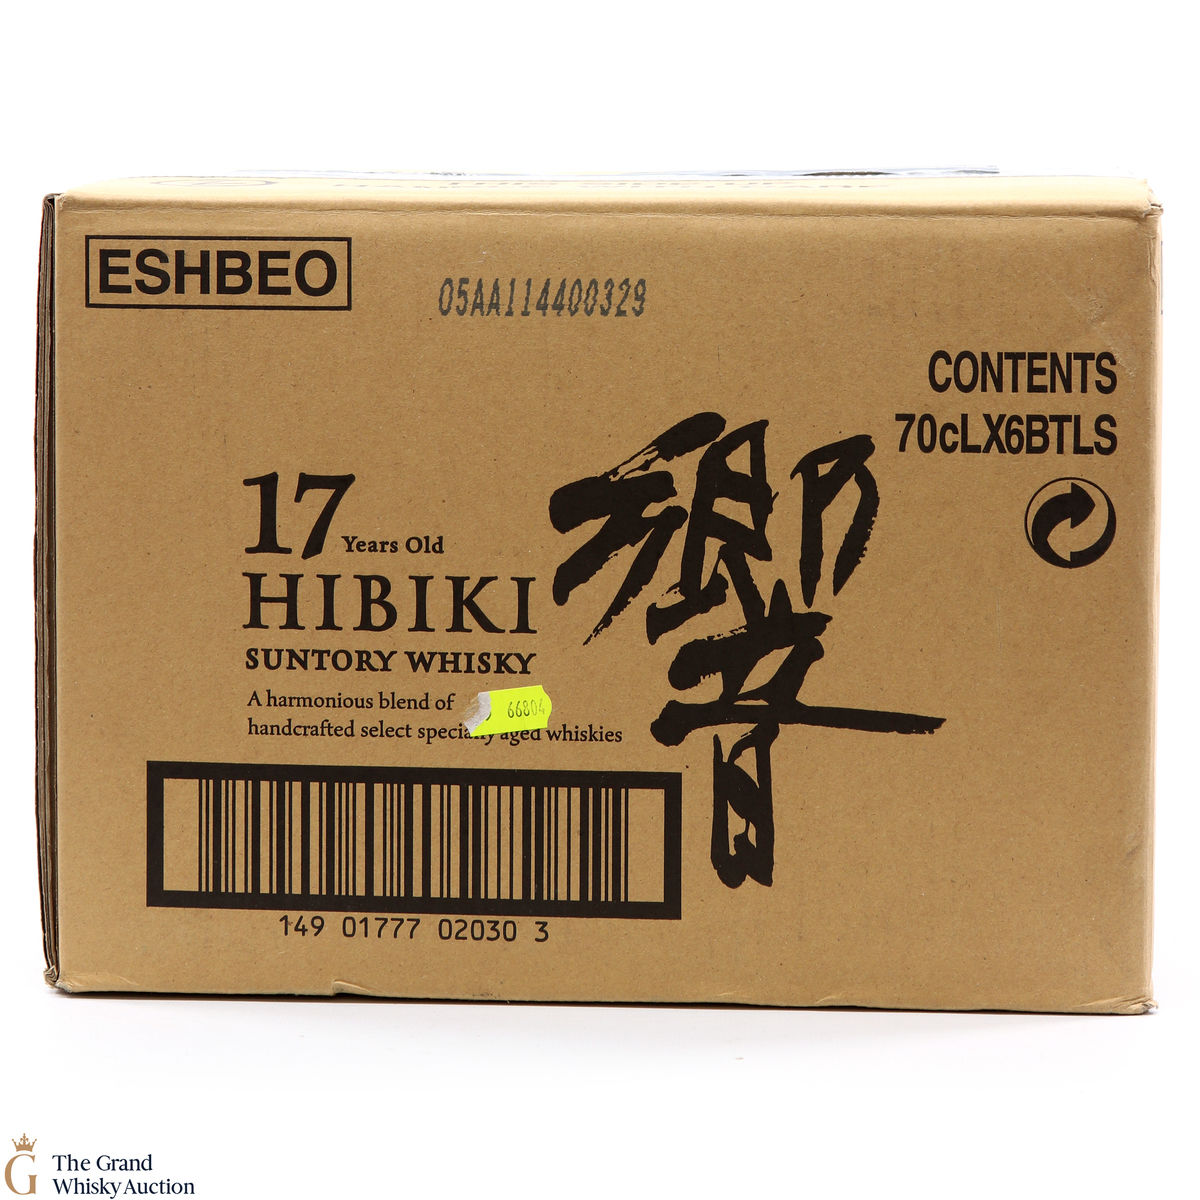 ESHBEO
05AA114400329
CONTENTS
70cLX6BTLS
17 Years Old
HIBIKI
SUNTORY WHISKY
A harmonious blend of
handcrafted select specially aged whiskies
66804
響
149 01777 02030 3
The Grand
Whisky Auction